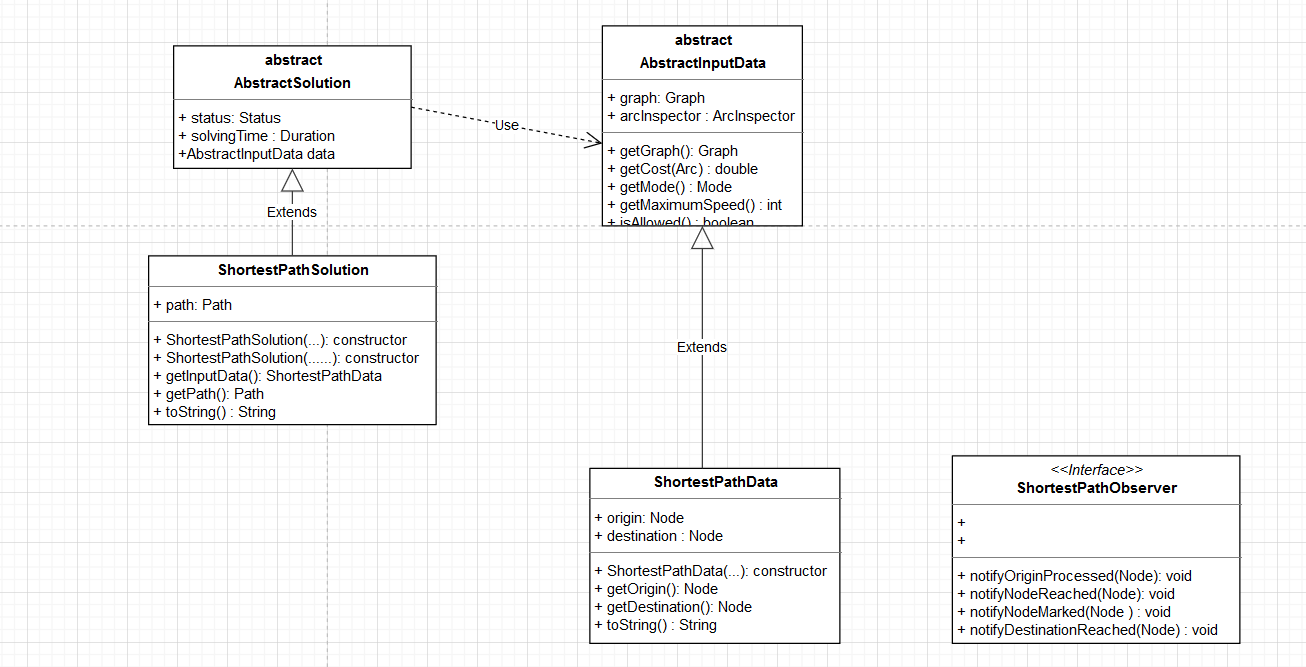 abstract
AbstractSolution
+ status: Status
+ solvingTime : Duration
+AbstractInputData data
Use
abstract
AbstractInputData
+ graph: Graph
+ arcInspector : ArcInspector
+ getGraph(): Graph
+ getCost(Arc) : double
+ getMode() : Mode
+ getMaximumSpeed() : int
+ isAllowed() : boolean
Extends
ShortestPathSolution
+ path: Path
+ ShortestPathSolution(...): constructor
+ ShortestPathSolution(......): constructor
+ getInputData(): ShortestPathData
+ getPath(): Path
+ toString() : String
Extends
ShortestPathData
+ origin: Node
+ destination : Node
+ ShortestPathData(...): constructor
+ getOrigin(): Node
+ getDestination(): Node
+ toString() : String
<<Interface>>
ShortestPathObserver
+
+
+ notifyOriginProcessed(Node): void
+ notifyNodeReached(Node): void
+ notifyNodeMarked(Node ) : void
+ notifyDestinationReached(Node) : void